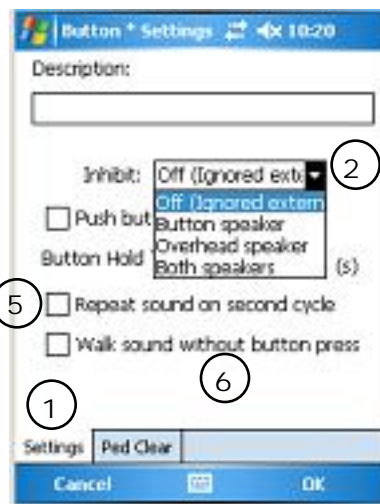 Button * Settings 10:20
Description:
Inhibit: Off (Ignored exte
2
Off (Ignored extern
Push but
Button speaker
Overhead speaker
Button Hold
Both speakers
(s)
5
Repeat sound on second cycle
Walk sound without button press
6
1
Settings Ped Clear
Cancel OK